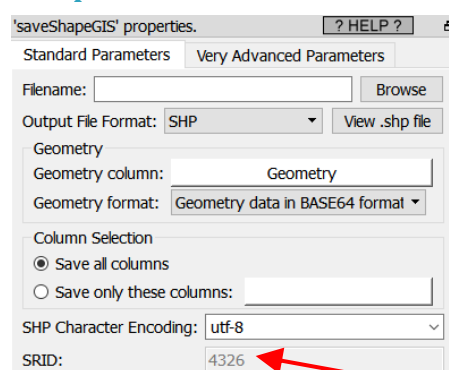 'saveShapeGIS' properties. ? HELP ?
Standard Parameters Very Advanced Parameters
Filename: Browse
Output File Format: SHP View .shp file
Geometry
Geometry column: Geometry
Geometry format: Geometry data in BASE64 format
Column Selection
Save all columns
Save only these columns:
SHP Character Encoding: utf-8
SRID: 4326